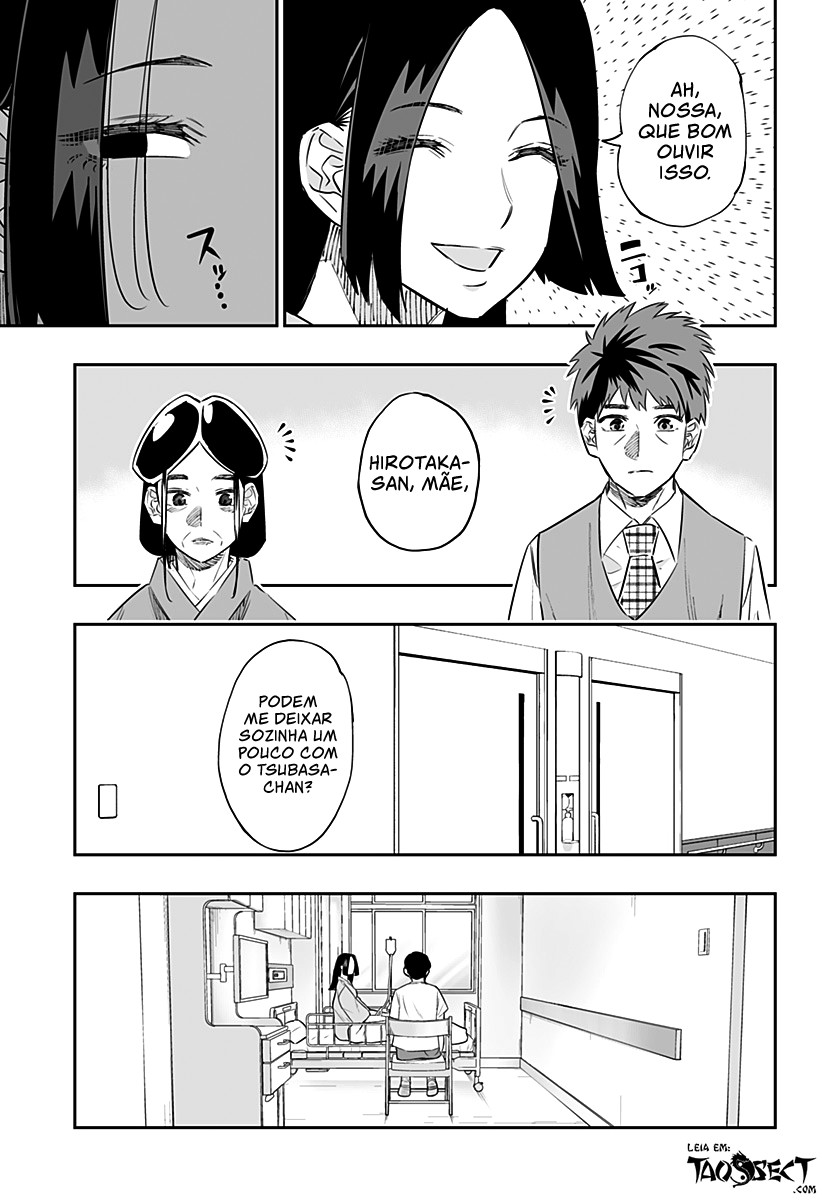 AH,
NOSSA,
QUE BOM
OUVIR
ISSO.
ニコッ
スッ…
HIROTAKA-
SAN, MÃE,
PODEM
ME DEIXAR
SOZINHA UM
POUCO COM
O TSUBASA-
CHAN?
LEIA EM:
TAOSSECT
.COM